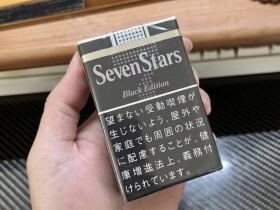 SevenStars
Black Edition
望まない受動喫煙が
生じないよう、屋外や
家庭でも周囲の状況
に配慮することが、健
康増進法上、義務付
けられています。